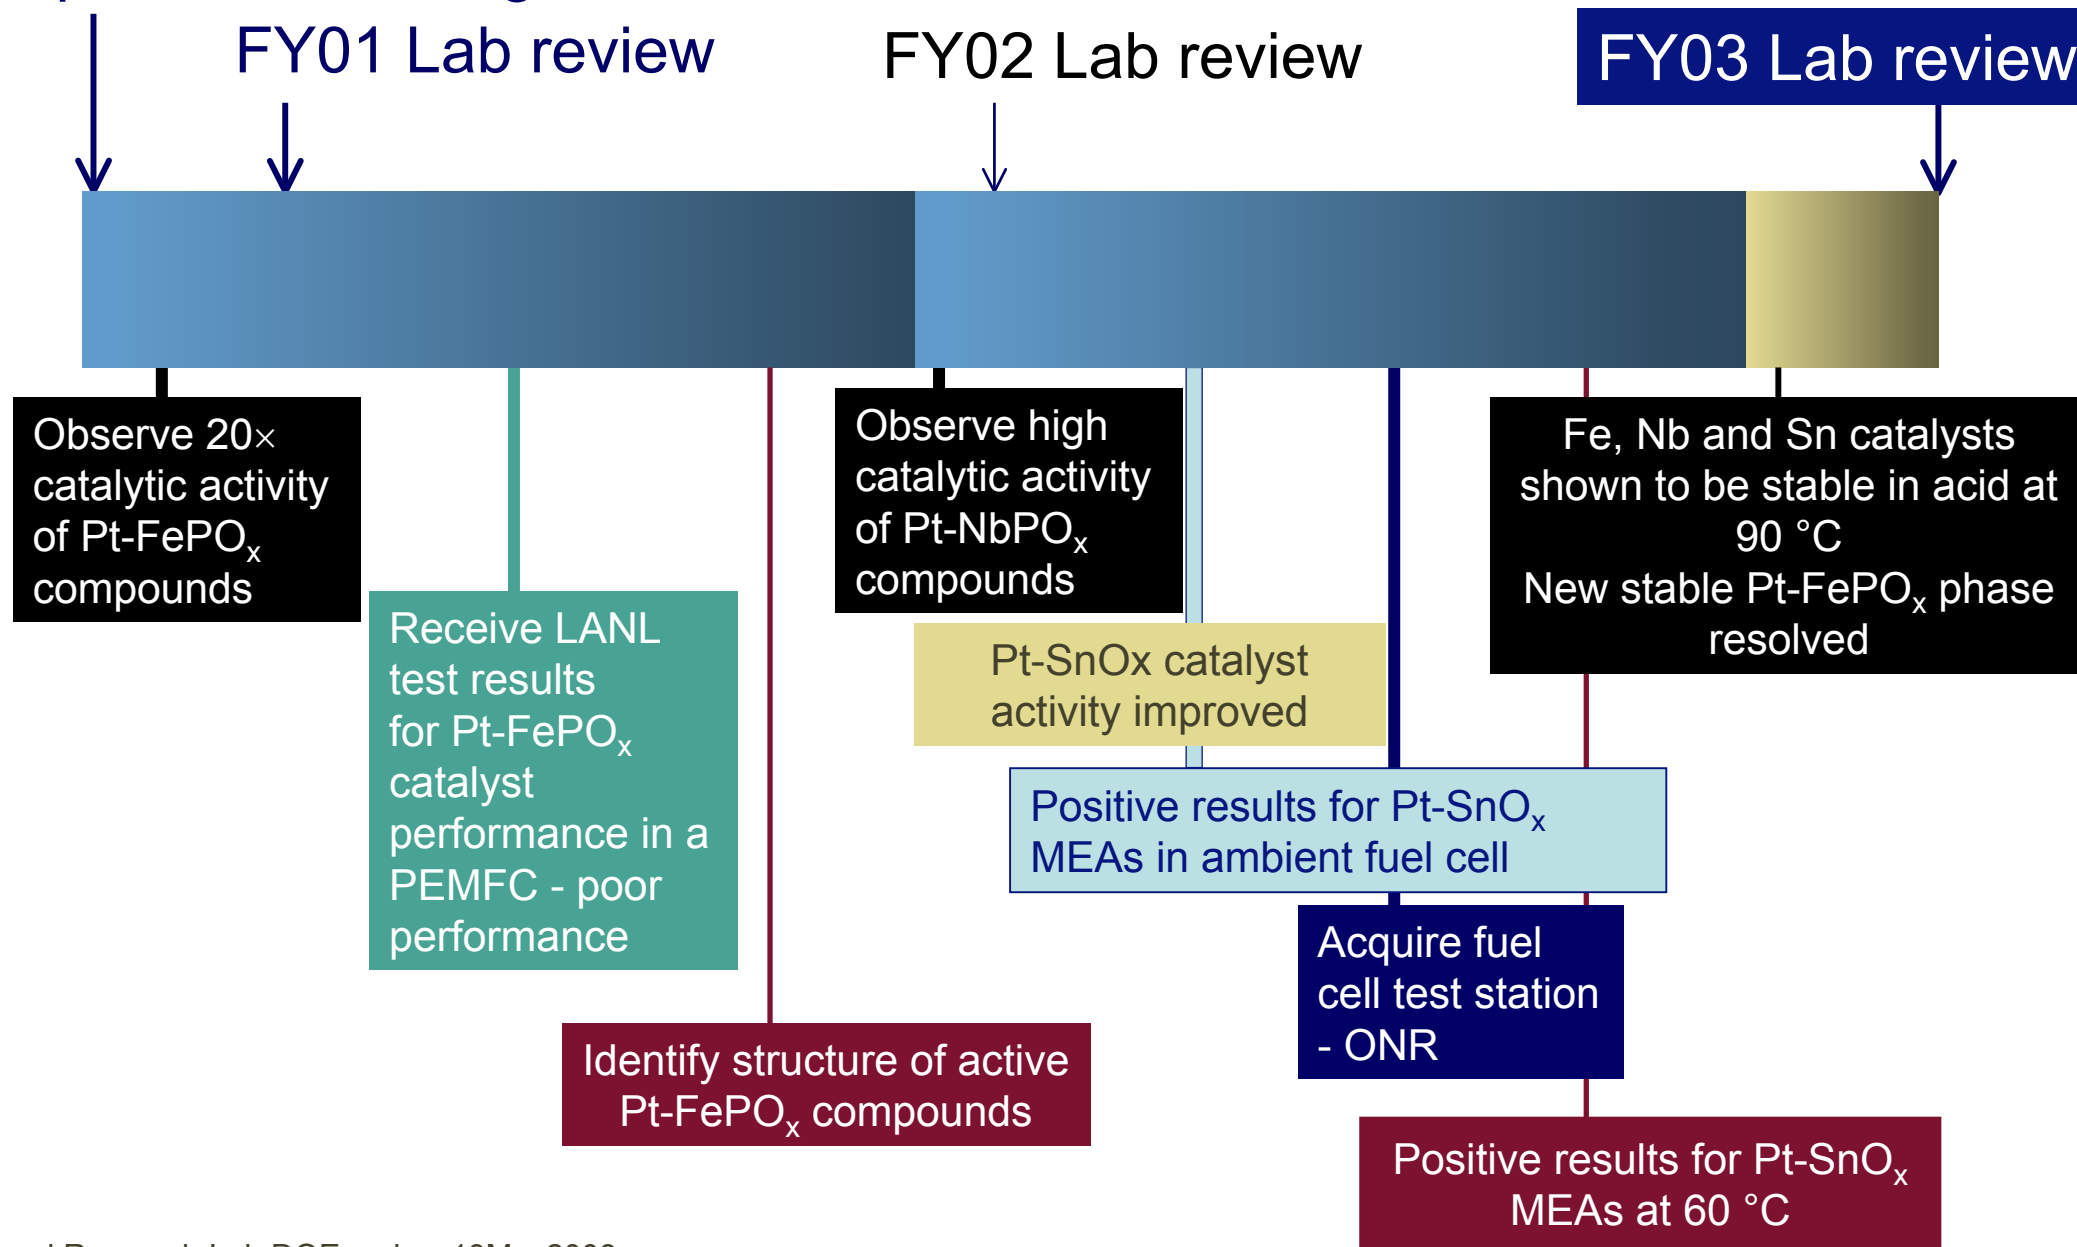 FY01 Lab review
FY02 Lab review
FY03 Lab review
Observe 20×
catalytic activity
of Pt-FePOₓ
compounds
Receive LANL
test results
for Pt-FePOₓ
catalyst
performance in a
PEMFC - poor
performance
Identify structure of active
Pt-FePOₓ compounds
Observe high
catalytic activity
of Pt-NbPOₓ
compounds
Pt-SnOx catalyst
activity improved
Positive results for Pt-SnOₓ
MEAs in ambient fuel cell
Acquire fuel
cell test station
- ONR
Fe, Nb and Sn catalysts
shown to be stable in acid at
90 °C
New stable Pt-FePOₓ phase
resolved
Positive results for Pt-SnOₓ
MEAs at 60 °C